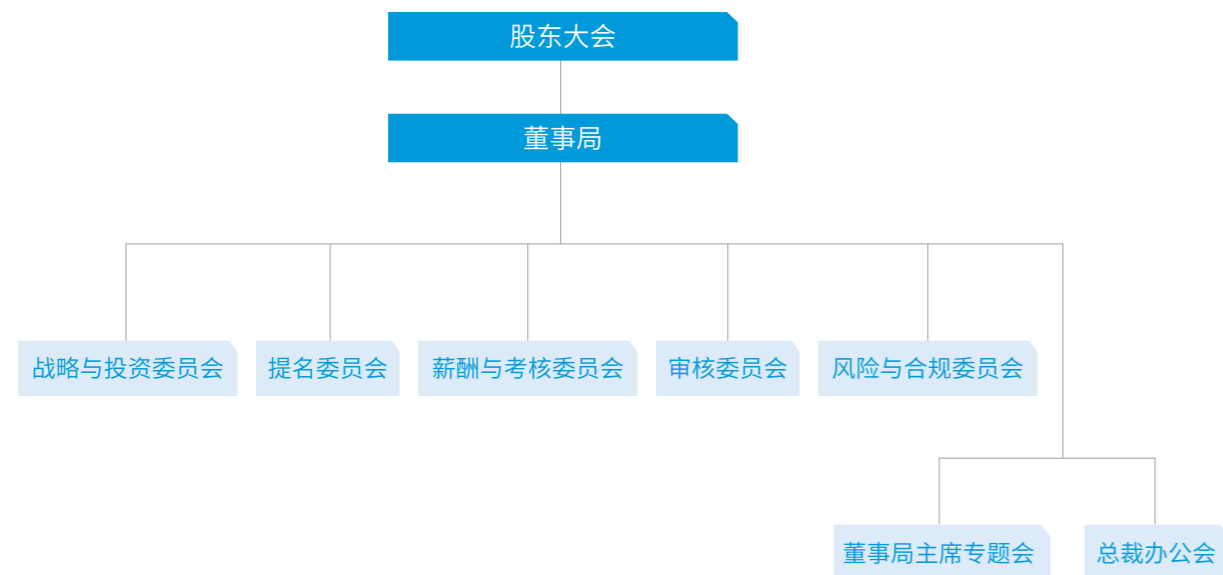 股东大会
董事局
战略与投资委员会
提名委员会
薪酬与考核委员会
审核委员会
风险与合规委员会
董事局主席专题会
总裁办公会